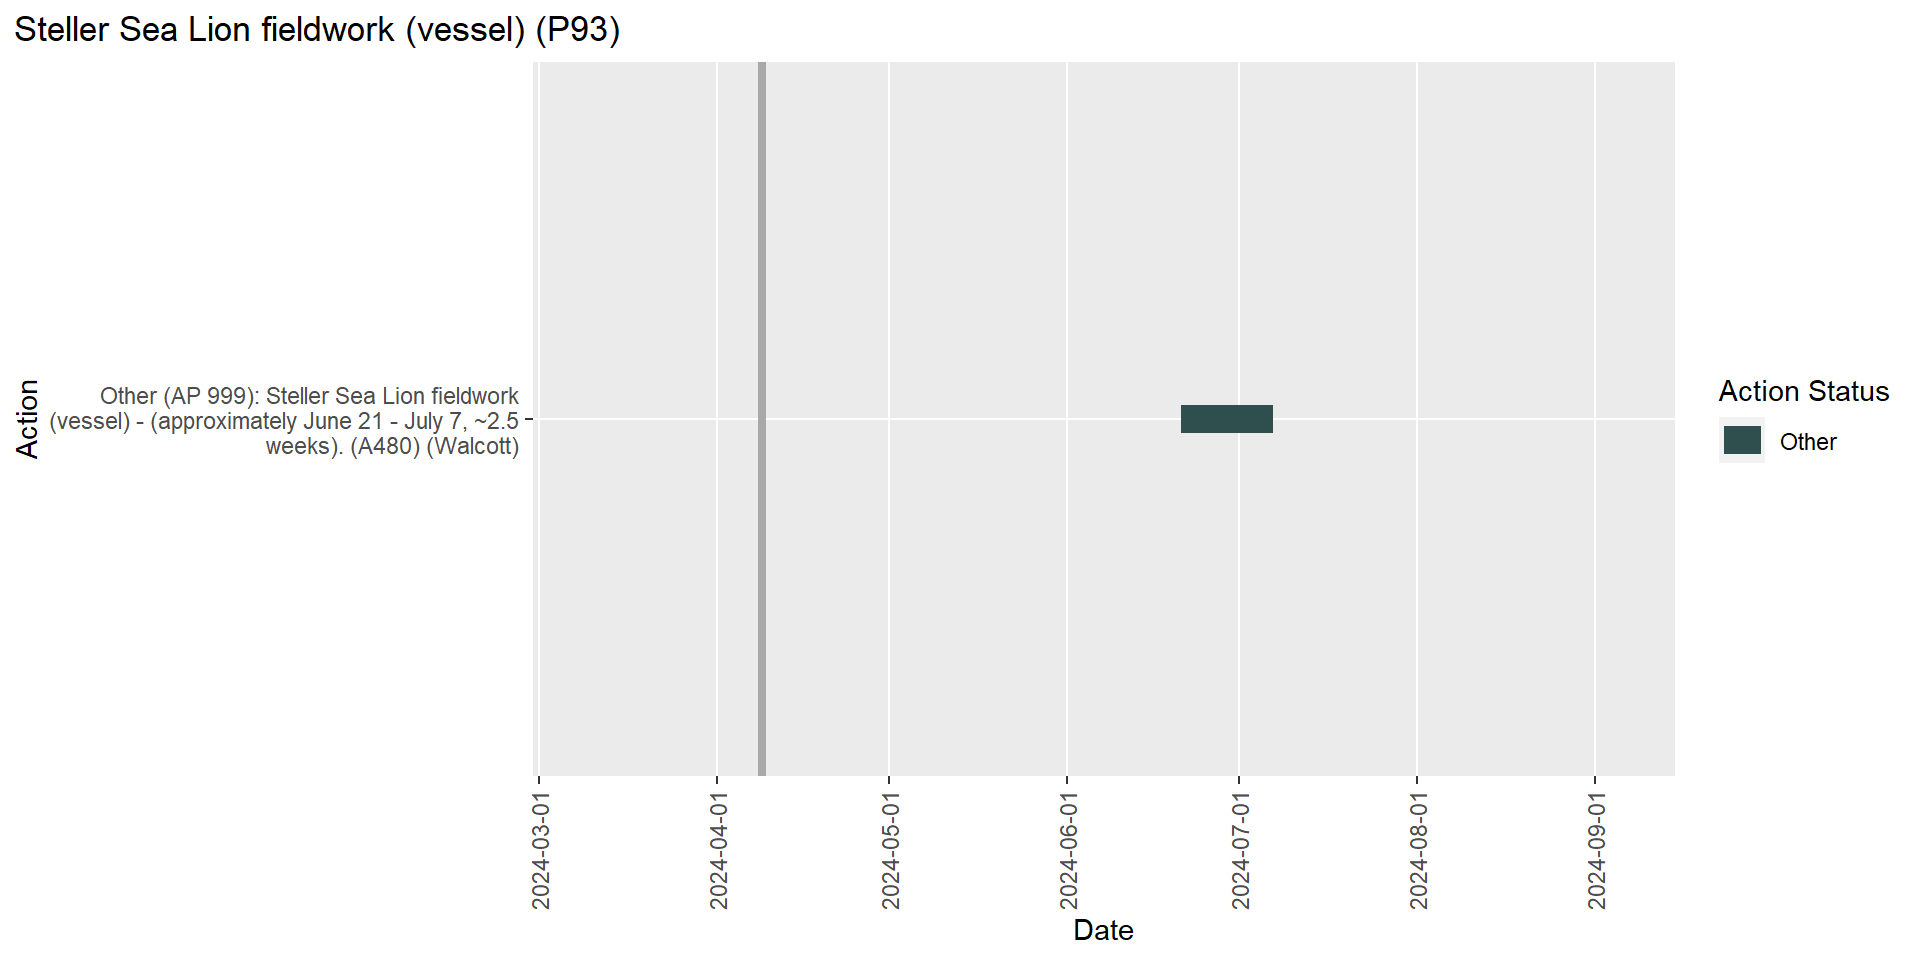 Steller Sea Lion fieldwork (vessel) (P93)
Action
Other (AP 999): Steller Sea Lion fieldwork
(vessel) - (approximately June 21 - July 7, ~2.5
weeks). (A480) (Walcott)
Action Status
Other
2024-03-01
2024-04-01
2024-05-01
2024-06-01
2024-07-01
2024-08-01
2024-09-01
Date